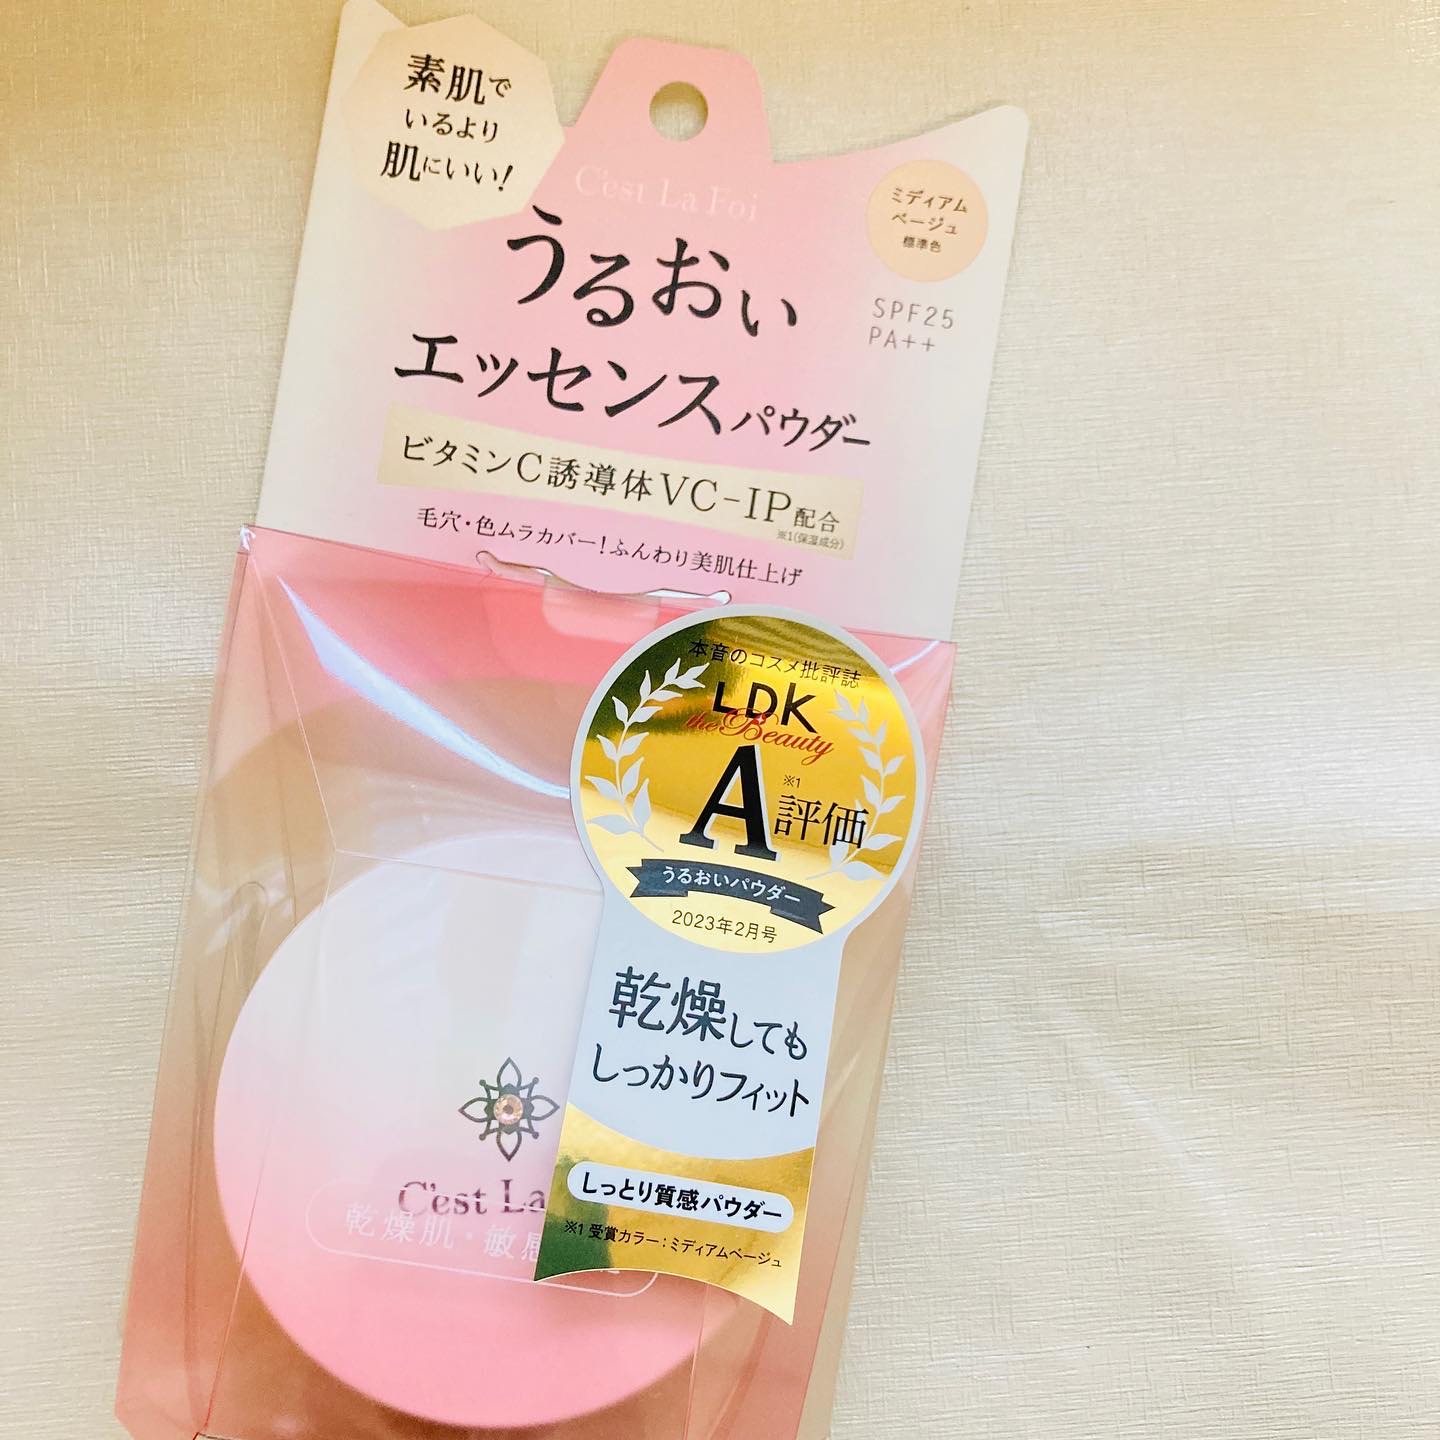 素肌で
いるより
肌にいい!
C'est La Foi
ミディアム
ベージュ
標準色
SPF25
PA++
うるおい
エッセンスパウダー
ビタミンC誘導体VC-IP配合
※1(保湿成分)
毛穴・色ムラカバー!ふんわり美肌仕上げ
本音のコスメ批評誌
LDK
the Beauty
A※1評価
うるおいパウダー
2023年2月号
乾燥しても
しっかりフィット
しっとり質感パウダー
※1 受賞カラー:ミディアムベージュ
C'est La
乾燥肌・敏感